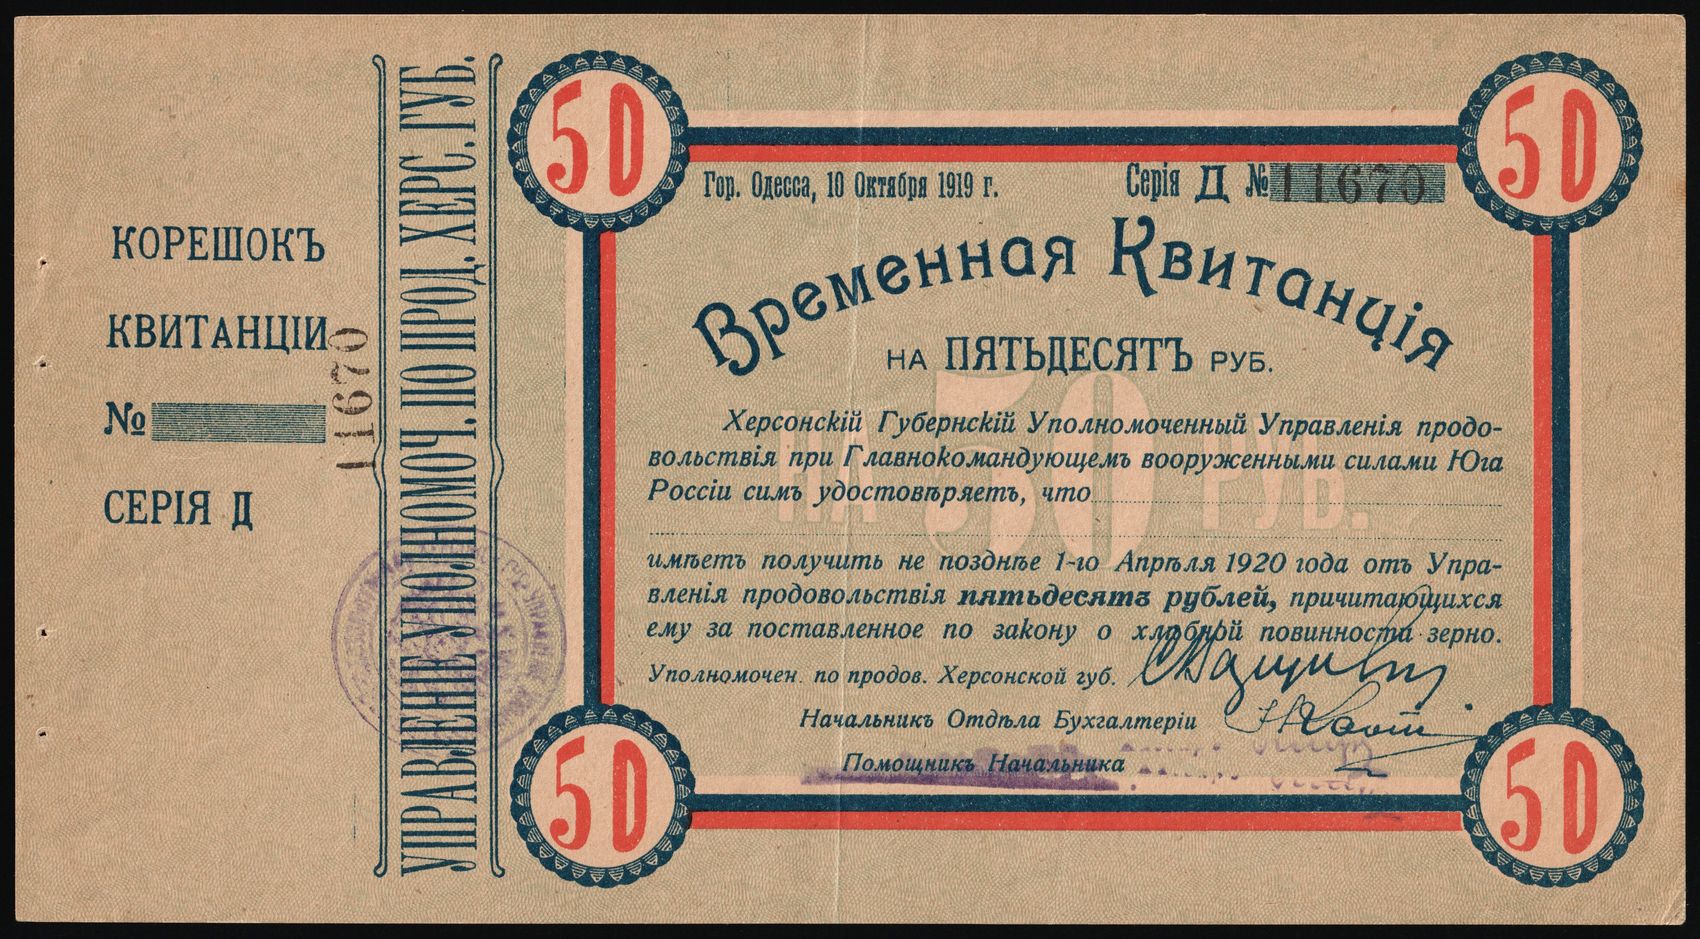 КОРЕШОКЪ
КВИТАНЦІИ
№
11670
СЕРІЯ Д
УПРАВЛЕНІЕ УПОЛНОМОЧ. ПО ПРОД. ХЕРС. ГУБ.
50
50
Гор. Одесса, 10 Октября 1919 г.
Серія Д № 11670
Временная Квитанція
НА ПЯТЬДЕСЯТЪ РУБ.
НА 50 РУБ.
Херсонскій Губернскій Уполномоченный Управленія продо-
вольствія при Главнокомандующемъ вооруженными силами Юга
Россіи симъ удостовѣряетъ, что
имѣетъ получить не позднѣе 1-го Апрѣля 1920 года отъ Упра-
вленія продовольствія пятьдесятъ рублей, причитающихся
ему за поставленное по закону о хлѣбной повинности зерно.
Уполномочен. по продов. Херсонской губ.
Начальникъ Отдѣла Бухгалтеріи
Помощникъ Начальника
50
50